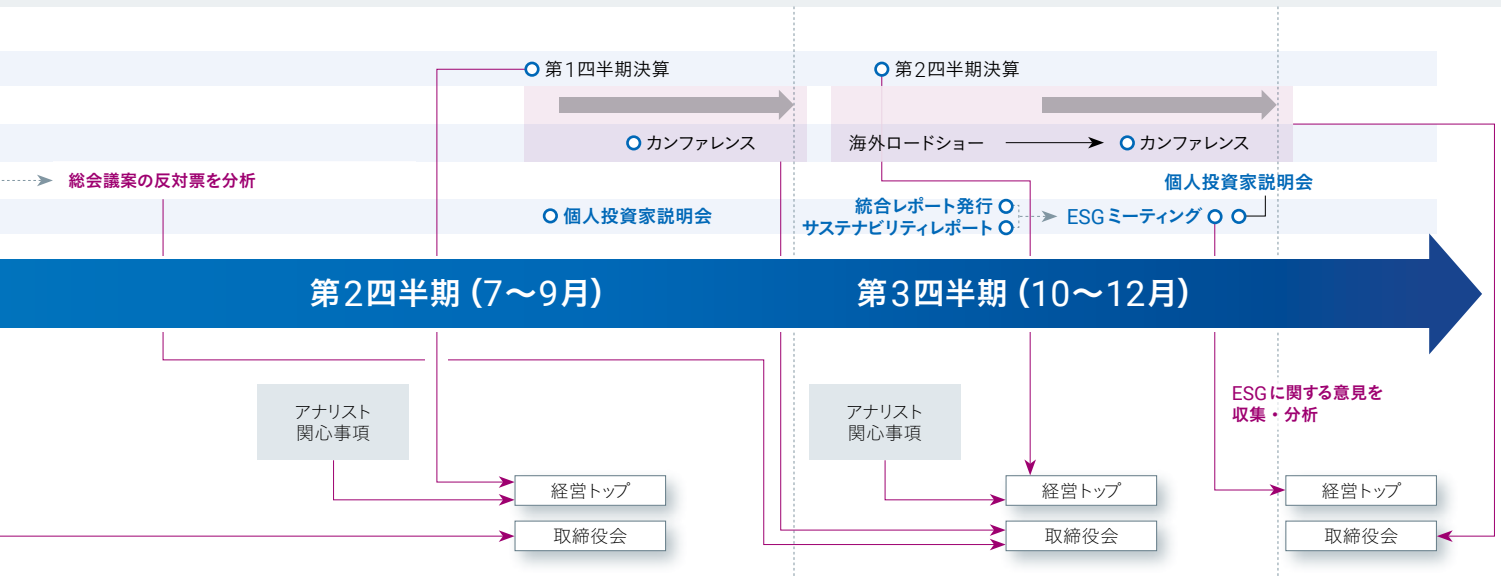 第1四半期決算
第2四半期決算
カンファレンス
海外ロードショー
カンファレンス
総会議案の反対票を分析
個人投資家説明会
個人投資家説明会
統合レポート発行
サステナビリティレポート
ESGミーティング
第2四半期（7～9月）
第3四半期（10～12月）
アナリスト
関心事項
アナリスト
関心事項
ESGに関する意見を
収集・分析
経営トップ
経営トップ
経営トップ
取締役会
取締役会
取締役会